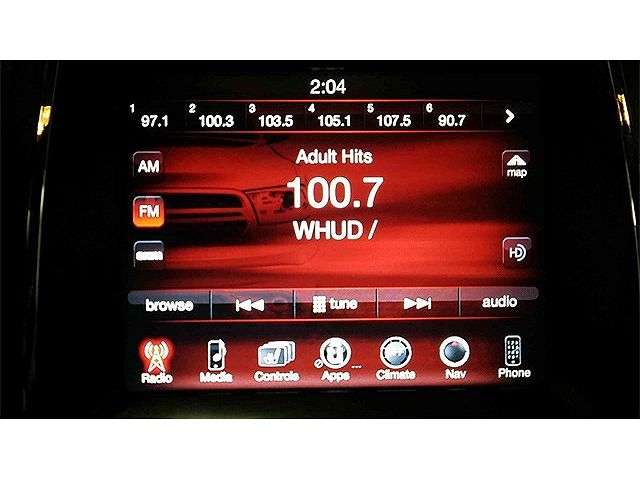 2:04
1 97.1 2 100.3 3 103.5 4 105.1 5 107.5 6 90.7
Adult Hits
AM
map
100.7
FM
WHUD /
HD
browse tune audio
Radio Media Controls Apps Climate Nav Phone